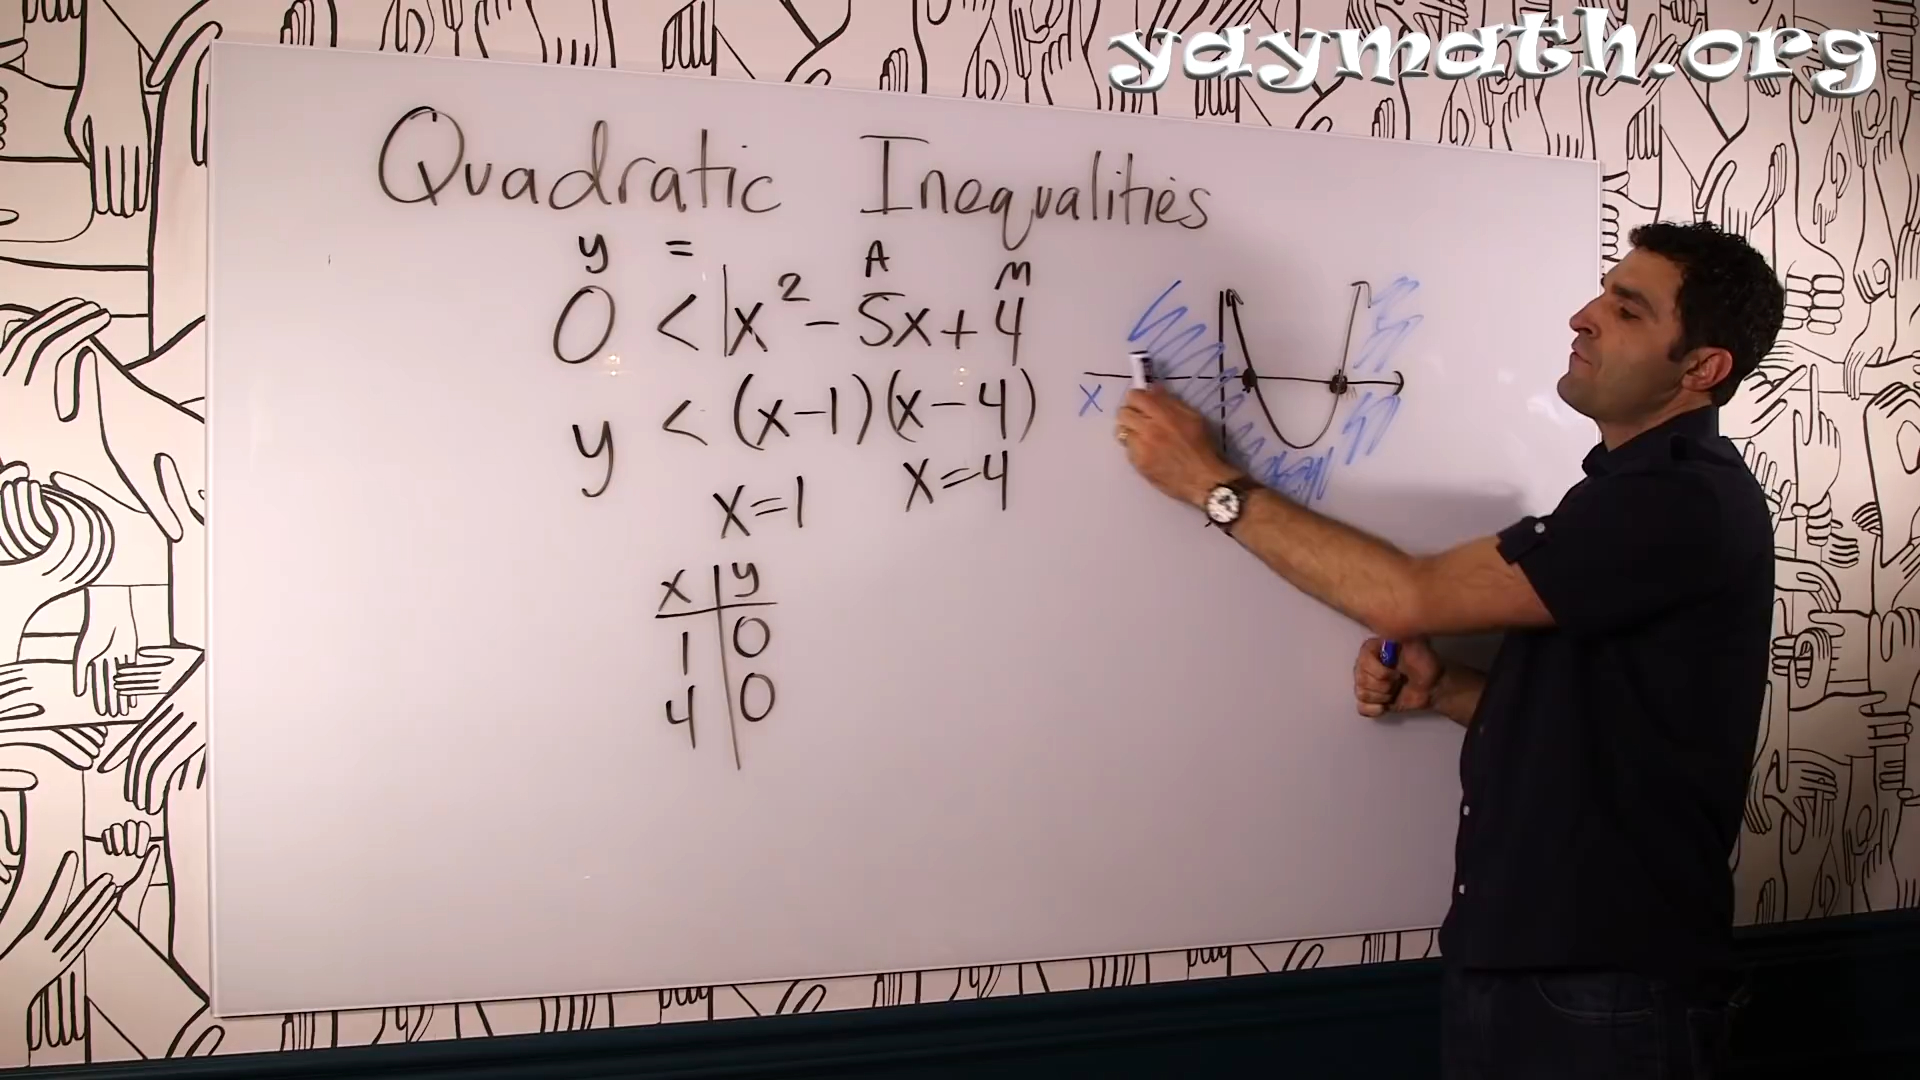 yaymath.org
Quadratic Inequalities
y =
A
M
0 < x² - 5x + 4
y < (x-1)(x-4)
x=1 x=4
x
x y
1 0
4 0